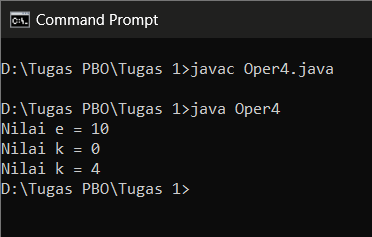 Command Prompt
D:\Tugas PBO\Tugas 1>javac Oper4.java
D:\Tugas PBO\Tugas 1>java Oper4
Nilai e = 10
Nilai k = 0
Nilai k = 4
D:\Tugas PBO\Tugas 1>